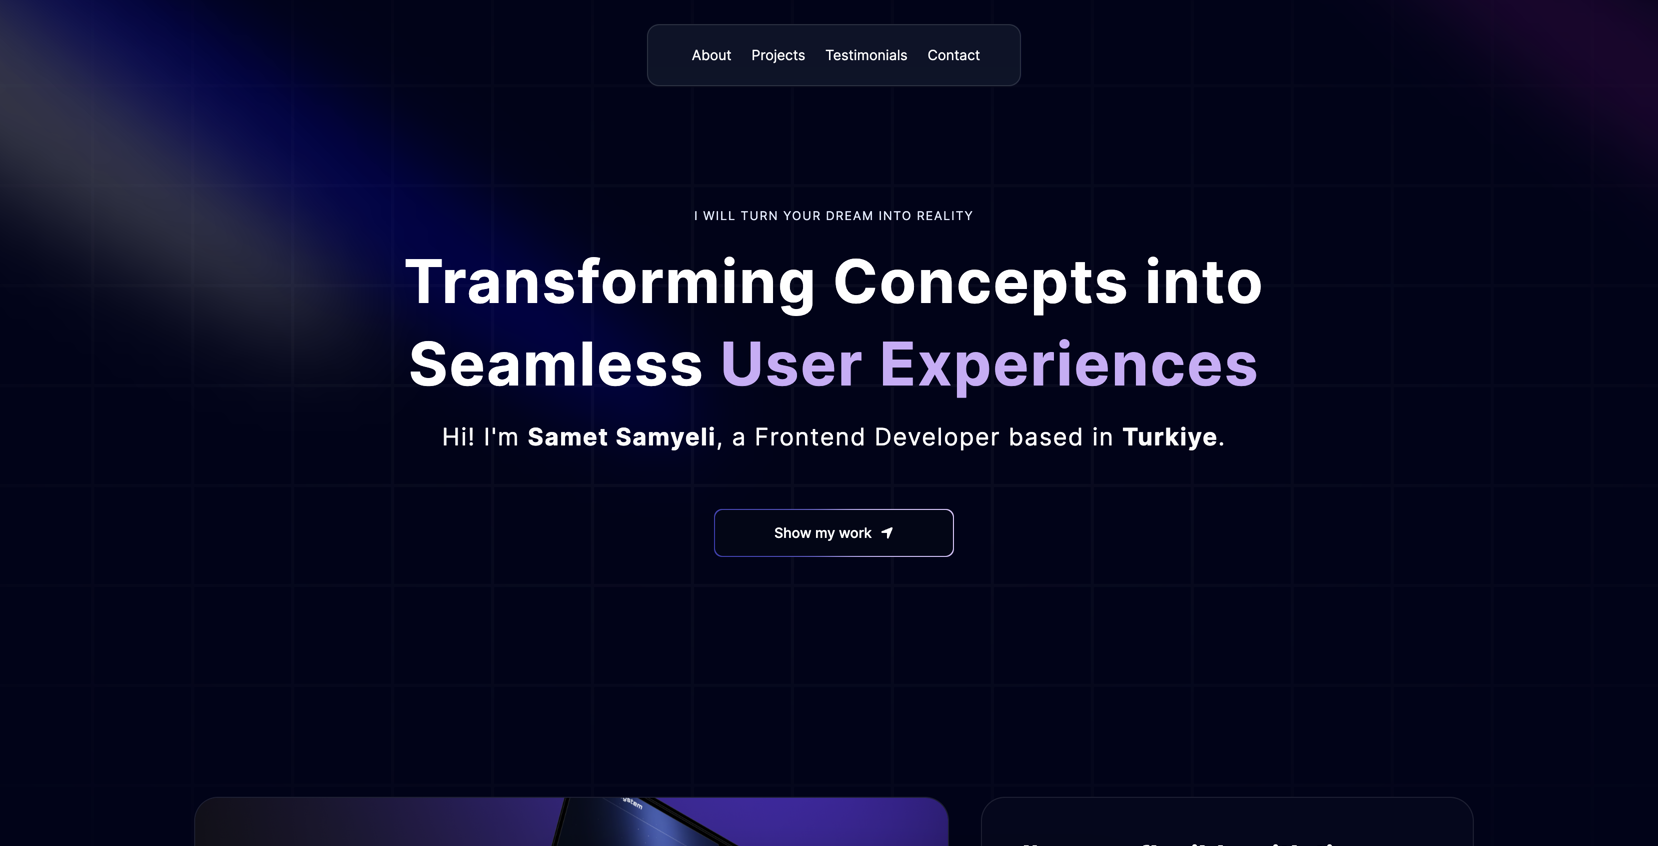 About Projects Testimonials Contact
I WILL TURN YOUR DREAM INTO REALITY
Transforming Concepts into
Seamless User Experiences
Hi! I'm Samet Samyeli, a Frontend Developer based in Turkiye.
Show my work